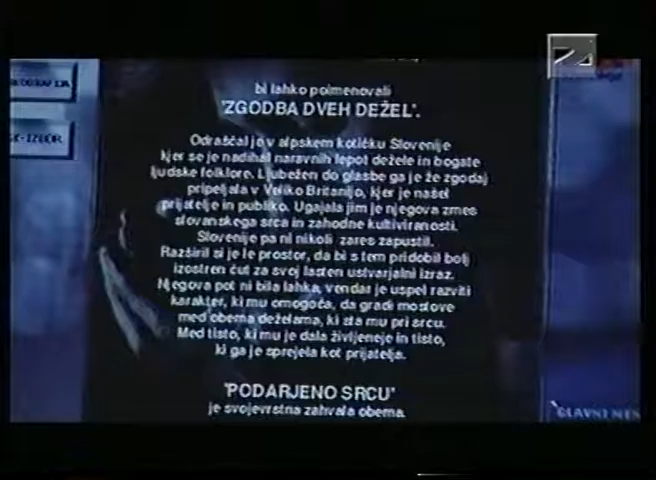 bi lahko poimenovali
'ZGODBA DVEH DEŽEL'.
Odraščal je v alpskem kotičku Slovenije
kjer se je nadihal naravnih lepot dežele in bogate
ljudske folklore. Ljubezen do glasbe ga je že zgodaj
pripeljala v Veliko Britanijo, kjer je našel
prijatelje in publiko. Ugajala jim je njegova zmes
slovanskega srca in zahodne kultiviranosti.
Slovenije pa ni nikoli zares zapustil.
Razširil si je le prostor, da bi s tem pridobil bolj
izostren čut za svoj lasten ustvarjalni izraz.
Njegova pot ni bila lahka, vendar je uspel razviti
karakter, ki mu omogoča, da gradi mostove
med obema deželama, ki sta mu pri srcu.
Med tisto, ki mu je dala življeneje in tisto,
ki ga je sprejela kot prijatelja.
'PODARJENO SRCU'
je svojevrstna zahvala obema.
GLAVNI MEN